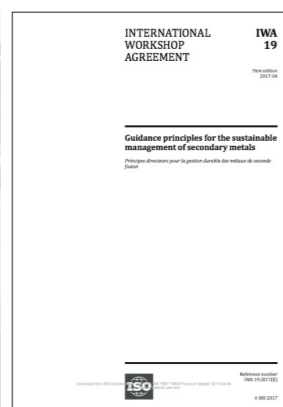 INTERNATIONAL
WORKSHOP
AGREEMENT
IWA
19
First edition
2017-04
Guidance principles for the sustainable
management of secondary metals
Principes directeurs pour la gestion durable des métaux de seconde
fusion
ISO
Reference number
IWA 19:2017(E)
© ISO 2017